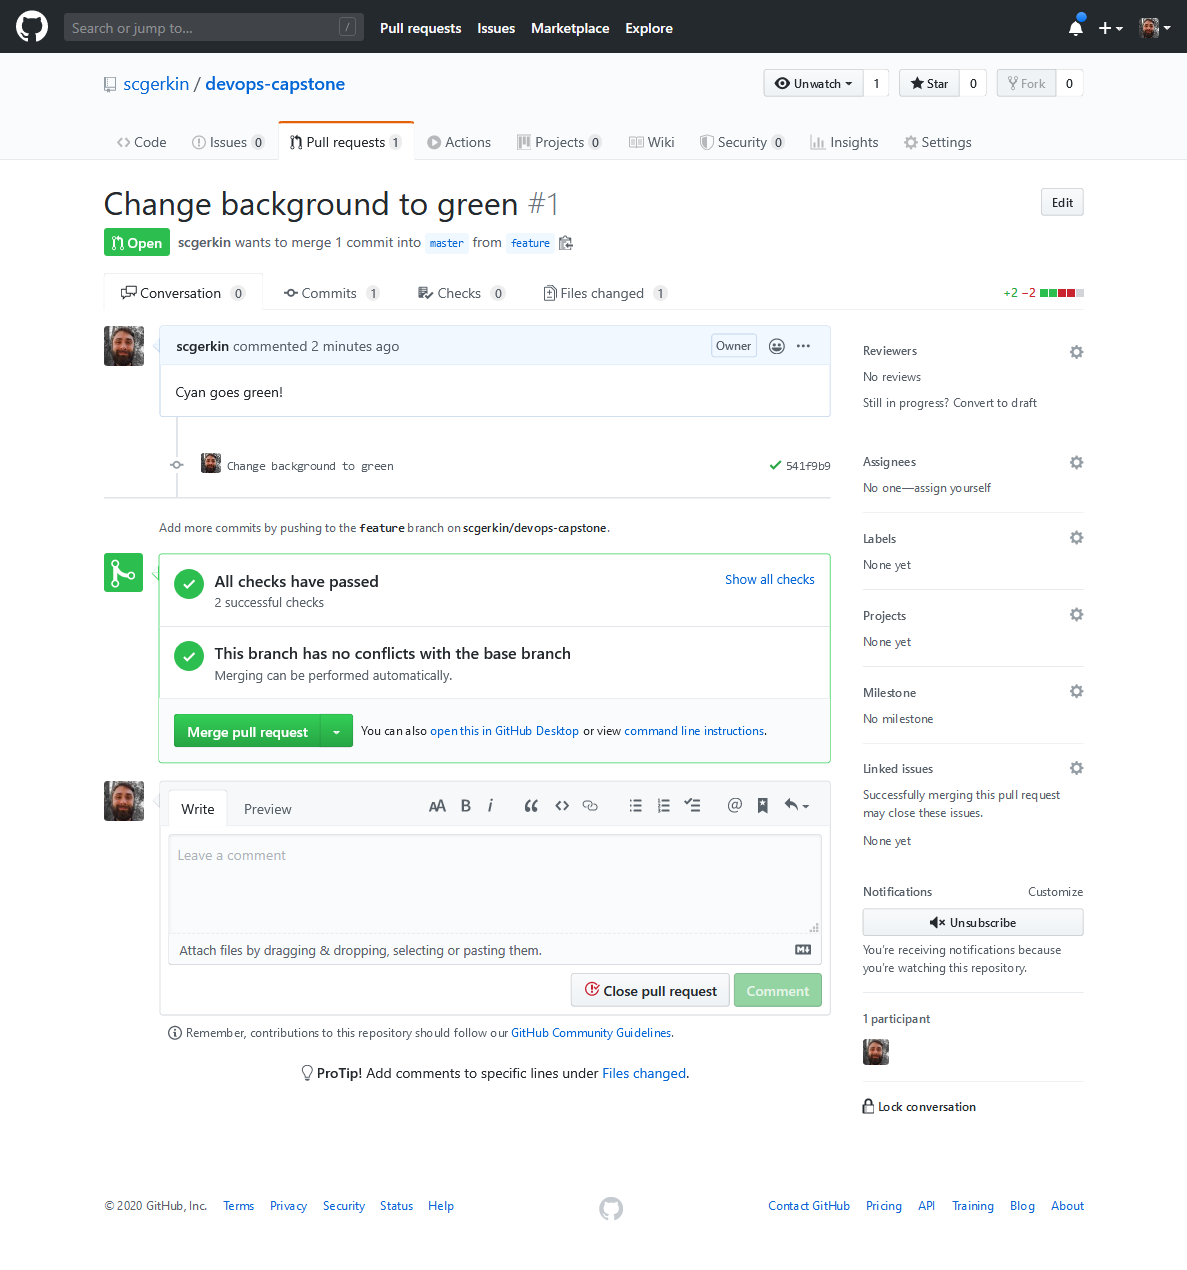 Search or jump to... / Pull requests Issues Marketplace Explore
scgerkin / devops-capstone Unwatch 1 Star 0 Fork 0
Code Issues 0 Pull requests 1 Actions Projects 0 Wiki Security 0 Insights Settings
Change background to green #1 Edit
Open scgerkin wants to merge 1 commit into master from feature
Conversation 0 Commits 1 Checks 0 Files changed 1 +2 −2
scgerkin commented 2 minutes ago Owner
Cyan goes green!
Change background to green 541f9b9
Add more commits by pushing to the feature branch on scgerkin/devops-capstone.
All checks have passed Show all checks
2 successful checks
This branch has no conflicts with the base branch
Merging can be performed automatically.
Merge pull request You can also open this in GitHub Desktop or view command line instructions.
Write Preview AA B i @
Leave a comment
Attach files by dragging & dropping, selecting or pasting them.
Close pull request Comment
Remember, contributions to this repository should follow our GitHub Community Guidelines.
ProTip! Add comments to specific lines under Files changed.
Reviewers
No reviews
Still in progress? Convert to draft
Assignees
No one—assign yourself
Labels
None yet
Projects
None yet
Milestone
No milestone
Linked issues
Successfully merging this pull request
may close these issues.
None yet
Notifications Customize
Unsubscribe
You're receiving notifications because
you're watching this repository.
1 participant
Lock conversation
© 2020 GitHub, Inc. Terms Privacy Security Status Help Contact GitHub Pricing API Training Blog About